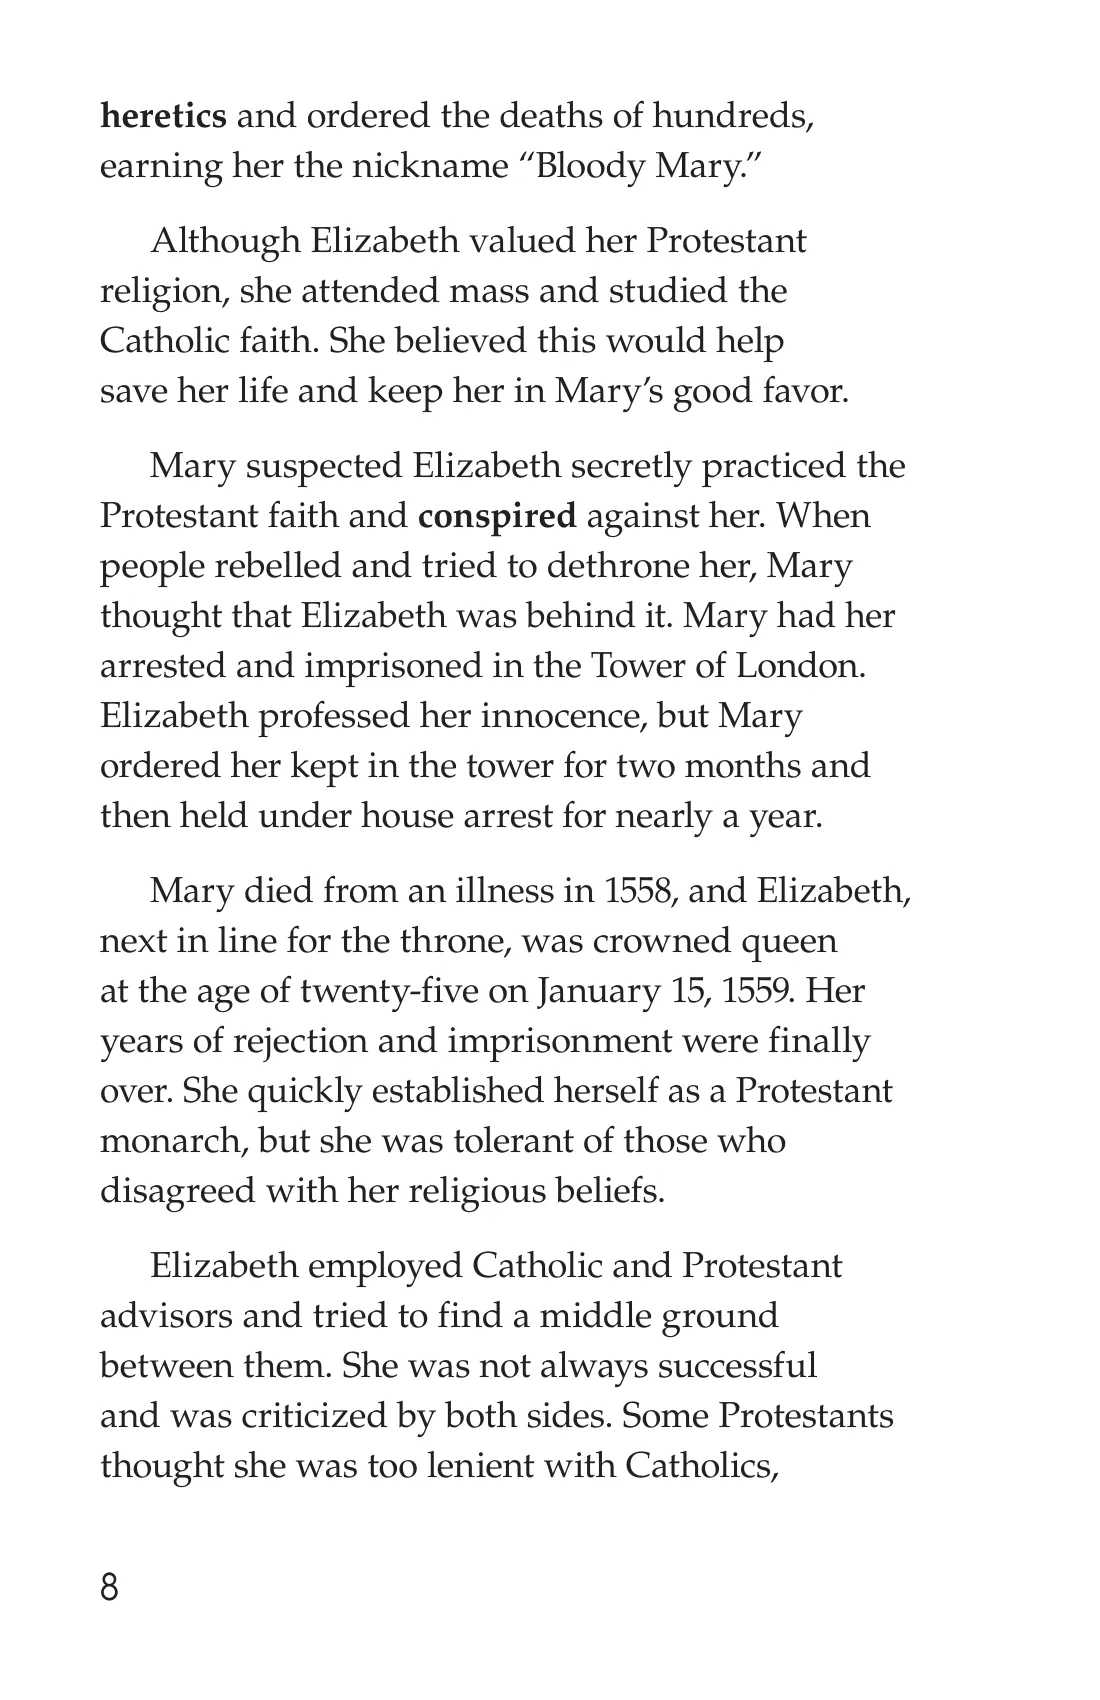 heretics and ordered the deaths of hundreds,
earning her the nickname “Bloody Mary.”
Although Elizabeth valued her Protestant
religion, she attended mass and studied the
Catholic faith. She believed this would help
save her life and keep her in Mary’s good favor.
Mary suspected Elizabeth secretly practiced the
Protestant faith and conspired against her. When
people rebelled and tried to dethrone her, Mary
thought that Elizabeth was behind it. Mary had her
arrested and imprisoned in the Tower of London.
Elizabeth professed her innocence, but Mary
ordered her kept in the tower for two months and
then held under house arrest for nearly a year.
Mary died from an illness in 1558, and Elizabeth,
next in line for the throne, was crowned queen
at the age of twenty-five on January 15, 1559. Her
years of rejection and imprisonment were finally
over. She quickly established herself as a Protestant
monarch, but she was tolerant of those who
disagreed with her religious beliefs.
Elizabeth employed Catholic and Protestant
advisors and tried to find a middle ground
between them. She was not always successful
and was criticized by both sides. Some Protestants
thought she was too lenient with Catholics,
8